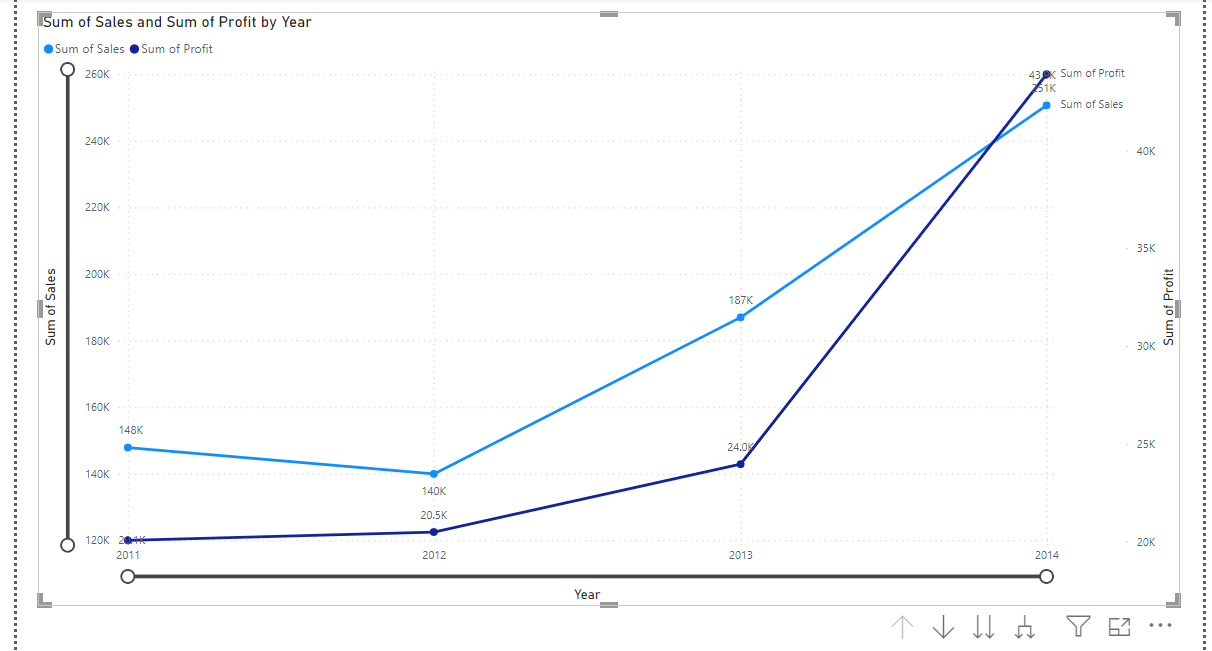 Sum of Sales and Sum of Profit by Year
Sum of Sales Sum of Profit
260K
240K
220K
200K
180K
160K
140K
120K
Sum of Sales
148K
140K
187K
20.5K
24.0K
Sum of Profit
Sum of Sales
40K
35K
30K
25K
20K
Sum of Profit
2011 2012 2013 2014
Year